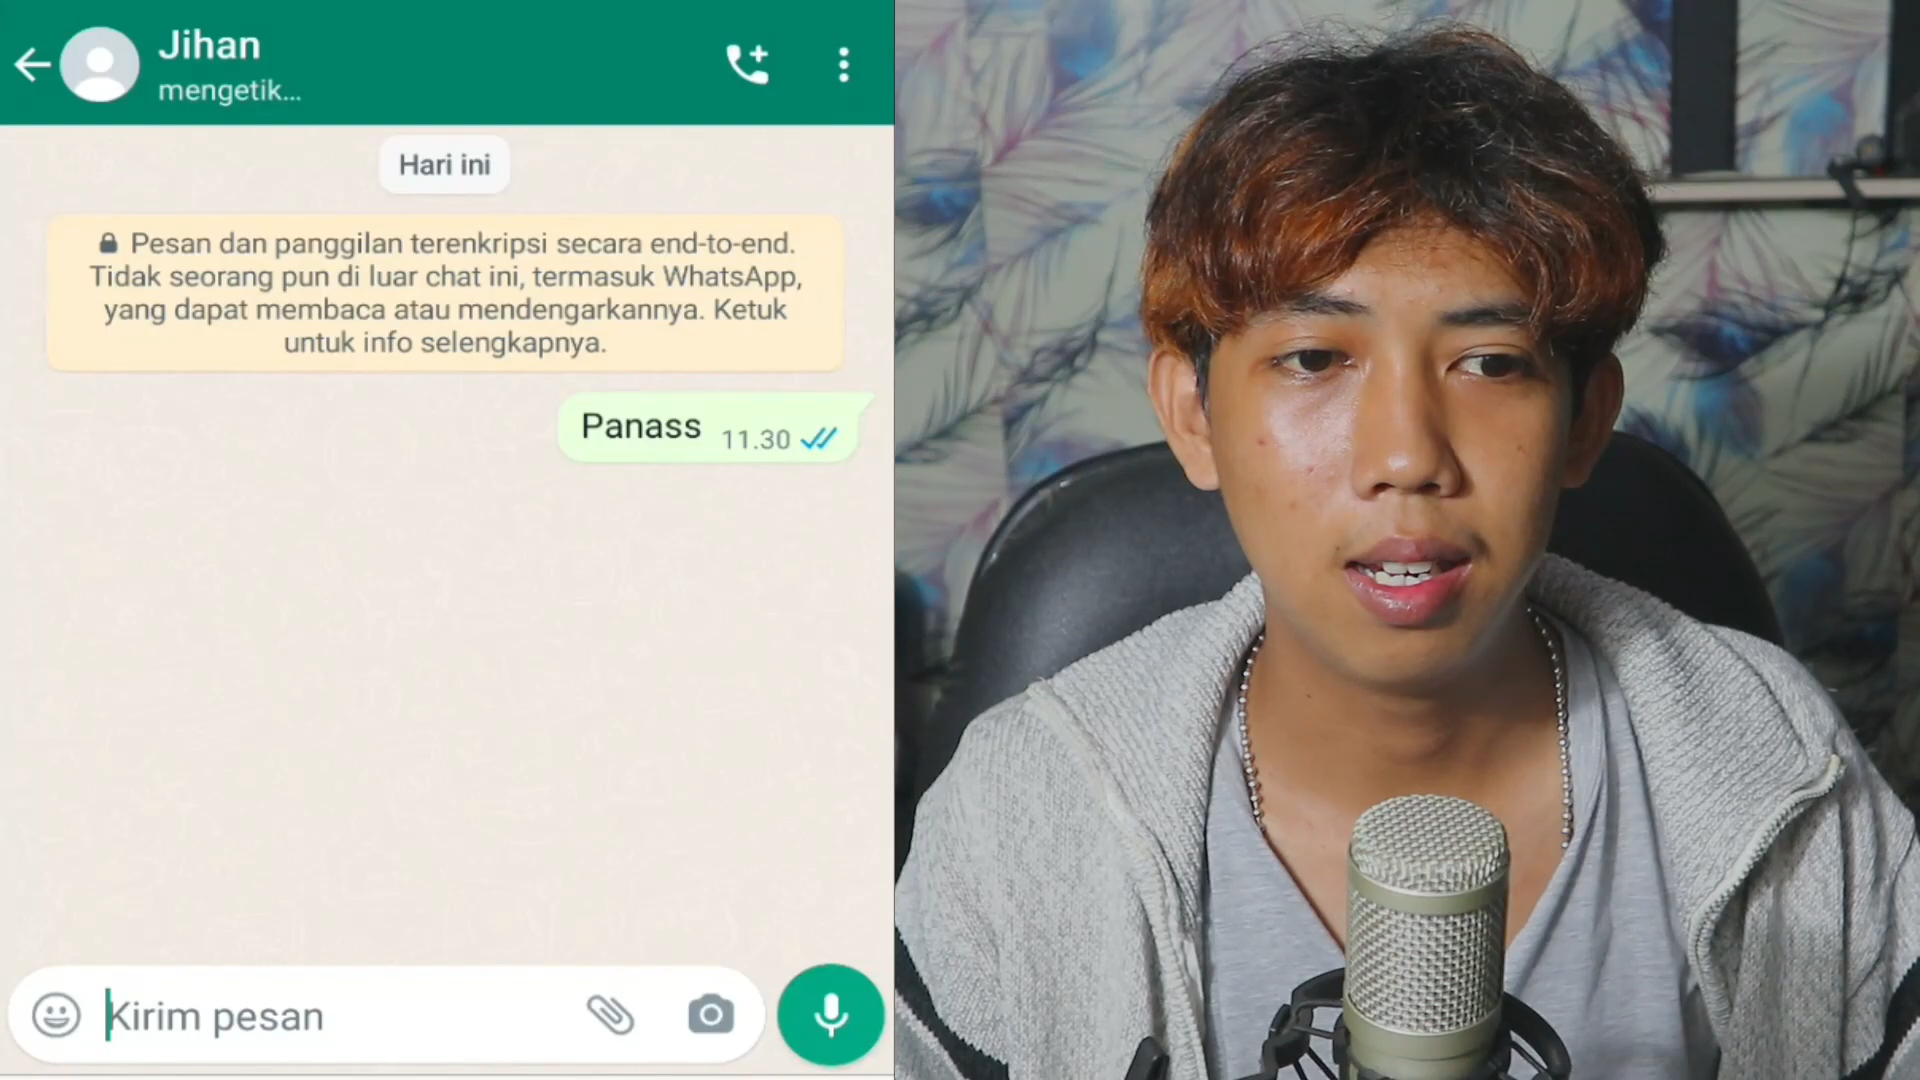 Jihan
mengetik...
Hari ini
Pesan dan panggilan terenkripsi secara end-to-end.
Tidak seorang pun di luar chat ini, termasuk WhatsApp,
yang dapat membaca atau mendengarkannya. Ketuk
untuk info selengkapnya.
Panass 11.30
Kirim pesan